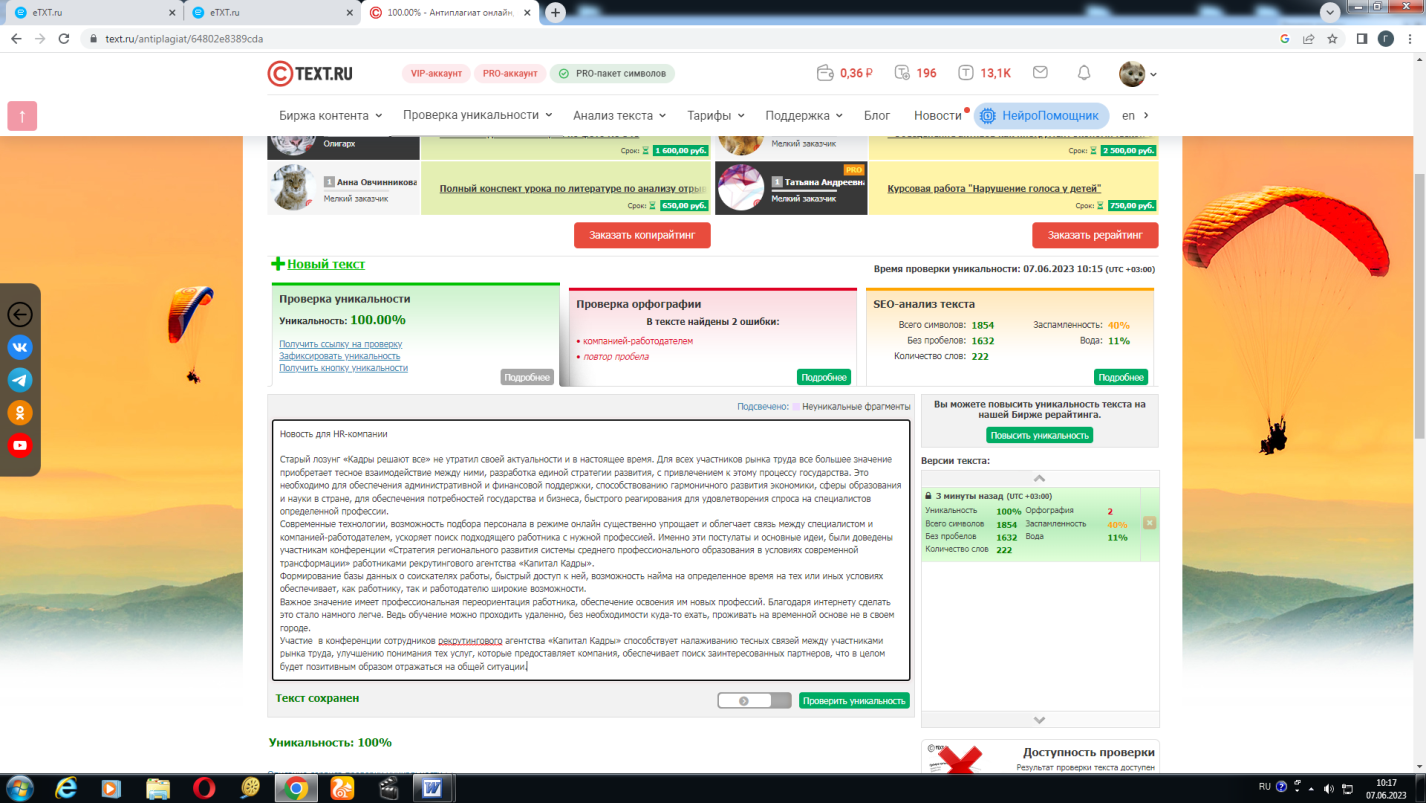 eTXT.ru
eTXT.ru
100.00% - Антиплагиат онлайн,
text.ru/antiplagiat/64802e8389cda
Г
TEXT.RU
VIP-аккаунт
PRO-аккаунт
PRO-пакет символов
0,36 ₽
196
13,1K
Биржа контента
Проверка уникальности
Анализ текста
Тарифы
Поддержка
Блог
Новости
НейроПомощник
en
Олигарх
Срок:
1 600,00 руб.
Мелкий заказчик
Срок:
2 500,00 руб.
1 Анна Овчинникова
Мелкий заказчик
Полный конспект урока по литературе по анализу отрыв
Срок:
650,00 руб.
PRO
1 Татьяна Андреевна
Мелкий заказчик
Курсовая работа "Нарушение голоса у детей"
Срок:
750,00 руб.
Заказать копирайтинг
Заказать рерайтинг
Новый текст
Время проверки уникальности: 07.06.2023 10:15 (UTC +03:00)
Проверка уникальности
Уникальность: 100.00%
Получить ссылку на проверку
Зафиксировать уникальность
Получить кнопку уникальности
Подробнее
Проверка орфографии
В тексте найдены 2 ошибки:
• компанией-работодателем
• повтор пробела
Подробнее
SEO-анализ текста
Всего символов: 1854
Заспамленность: 40%
Без пробелов: 1632
Вода: 11%
Количество слов: 222
Подробнее
Подсвечено: Неуникальные фрагменты
Новость для HR-компании
Старый лозунг «Кадры решают все» не утратил своей актуальности и в настоящее время. Для всех участников рынка труда все большее значение
приобретает тесное взаимодействие между ними, разработка единой стратегии развития, с привлечением к этому процессу государства. Это
необходимо для обеспечения административной и финансовой поддержки, способствованию гармоничного развития экономики, сферы образования
и науки в стране, для обеспечения потребностей государства и бизнеса, быстрого реагирования для удовлетворения спроса на специалистов
определенной профессии.
Современные технологии, возможность подбора персонала в режиме онлайн существенно упрощает и облегчает связь между специалистом и
компанией-работодателем, ускоряет поиск подходящего работника с нужной профессией. Именно эти постулаты и основные идеи, были доведены
участникам конференции «Стратегия регионального развития системы среднего профессионального образования в условиях современной
трансформации» работниками рекрутингового агентства «Капитал Кадры».
Формирование базы данных о соискателях работы, быстрый доступ к ней, возможность найма на определенное время на тех или иных условиях
обеспечивает, как работнику, так и работодателю широкие возможности.
Важное значение имеет профессиональная переориентация работника, обеспечение освоения им новых профессий. Благодаря интернету сделать
это стало намного легче. Ведь обучение можно проходить удаленно, без необходимости куда-то ехать, проживать на временной основе не в своем
городе.
Участие в конференции сотрудников рекрутингового агентства «Капитал Кадры» способствует налаживанию тесных связей между участниками
рынка труда, улучшению понимания тех услуг, которые предоставляет компания, обеспечивает поиск заинтересованных партнеров, что в целом
будет позитивным образом отражаться на общей ситуации.
Текст сохранен
Проверить уникальность
Уникальность: 100%
Вы можете повысить уникальность текста на
нашей Бирже рерайтинга.
Повысить уникальность
Версии текста:
3 минуты назад (UTC +03:00)
Уникальность 100% Орфография 2
Всего символов 1854 Заспамленность 40%
Без пробелов 1632 Вода 11%
Количество слов 222
Доступность проверки
Результат проверки текста доступен
RU
10:17
07.06.2023